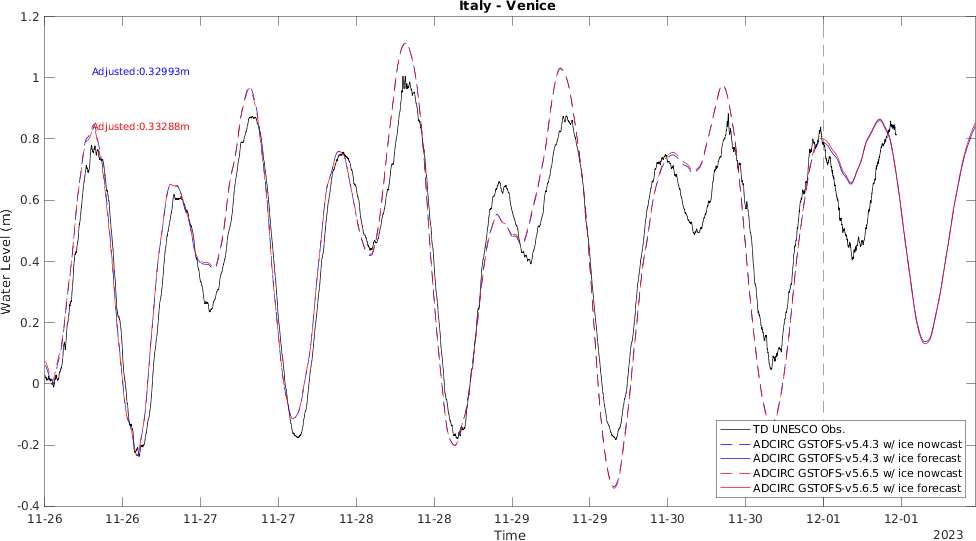 Italy - Venice
1.2
1
0.8
0.6
0.4
0.2
0
-0.2
-0.4
Water Level (m)
Adjusted:0.32993m
Adjusted:0.33288m
TD UNESCO Obs.
ADCIRC GSTOFS-v5.4.3 w/ ice nowcast
ADCIRC GSTOFS-v5.4.3 w/ ice forecast
ADCIRC GSTOFS-v5.6.5 w/ ice nowcast
ADCIRC GSTOFS-v5.6.5 w/ ice forecast
11-26 11-26 11-27 11-27 11-28 11-28 11-29 11-29 11-30 11-30 12-01 12-01
Time
2023